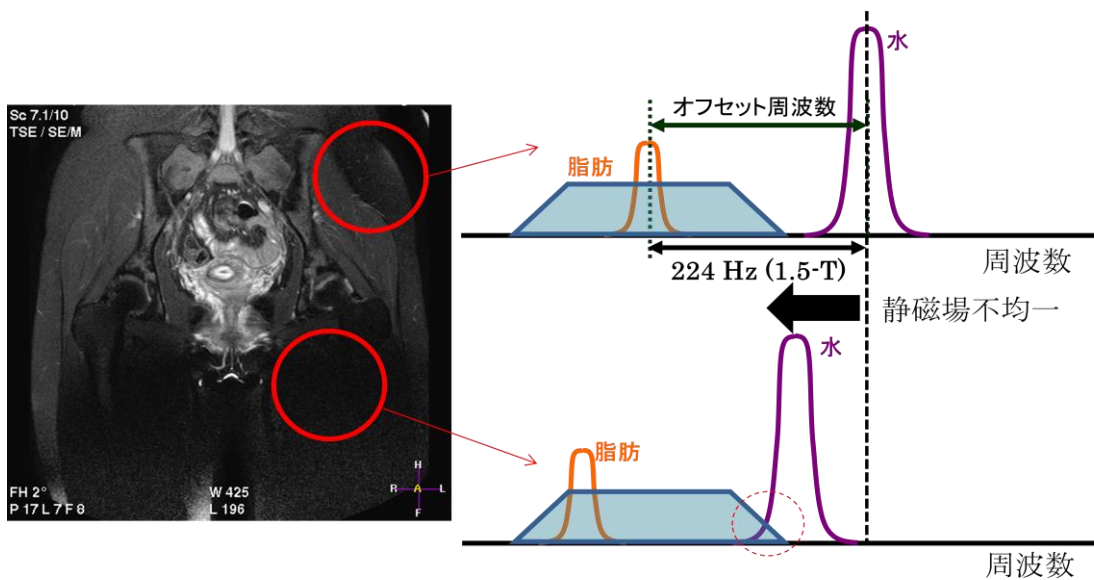 Sc 7.1/10
TSE / SE/M
H
R
A
L
F
FH 2°
P 17 L 7 F 8
W 425
L 196
水
オフセット周波数
脂肪
周波数
224 Hz (1.5-T)
静磁場不均一
水
脂肪
周波数